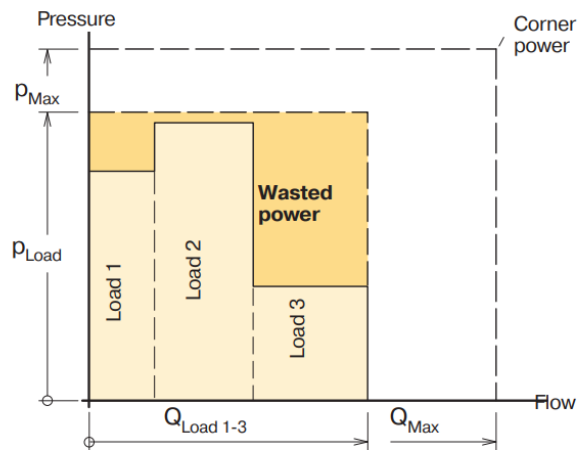 Pressure
Corner
power
pMax
Wasted
power
pLoad
Load 1
Load 2
Load 3
Flow
QLoad 1-3
QMax